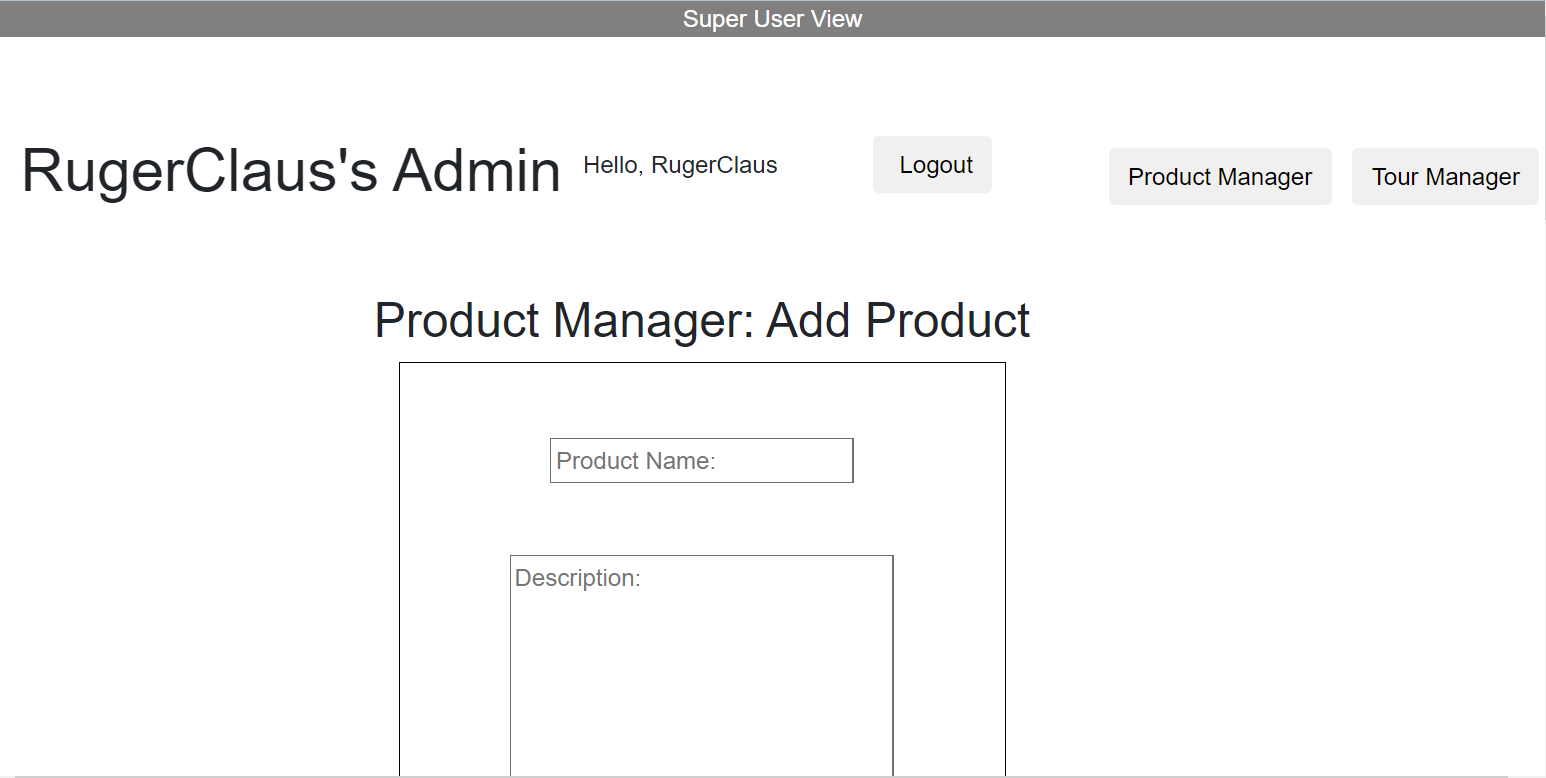 Super User View
RugerClaus's Admin
Hello, RugerClaus
Logout
Product Manager
Tour Manager
Product Manager: Add Product
Product Name:
Description: